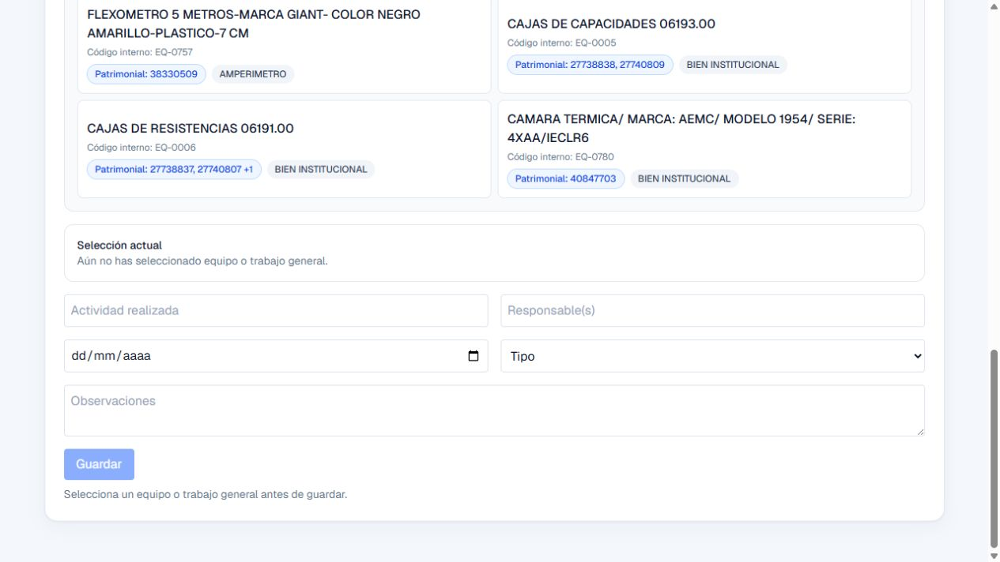 FLEXOMETRO 5 METROS-MARCA GIANT- COLOR NEGRO
AMARILLO-PLASTICO-7 CM
Código interno: EQ-0757
Patrimonial: 38330509
AMPERIMETRO
CAJAS DE CAPACIDADES 06193.00
Código interno: EQ-0005
Patrimonial: 27738838, 27740809
BIEN INSTITUCIONAL
CAJAS DE RESISTENCIAS 06191.00
Código interno: EQ-0006
Patrimonial: 27738837, 27740807 +1
BIEN INSTITUCIONAL
CAMARA TERMICA/ MARCA: AEMC/ MODELO 1954/ SERIE:
4XAA/IECLR6
Código interno: EQ-0780
Patrimonial: 40847703
BIEN INSTITUCIONAL
Selección actual
Aún no has seleccionado equipo o trabajo general.
Actividad realizada
Responsable(s)
dd/mm/aaaa
Tipo
Observaciones
Guardar
Selecciona un equipo o trabajo general antes de guardar.